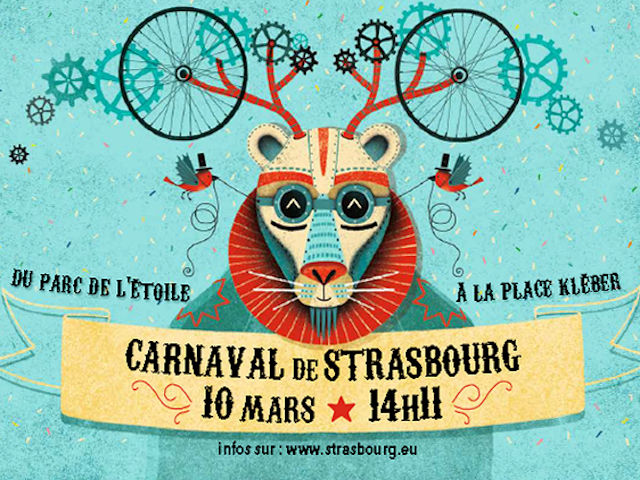 DU PARC DE L'ÉTOILE
À LA PLACE KLÉBER
CARNAVAL DE STRASBOURG
10 MARS ★ 14H11
infos sur : www.strasbourg.eu